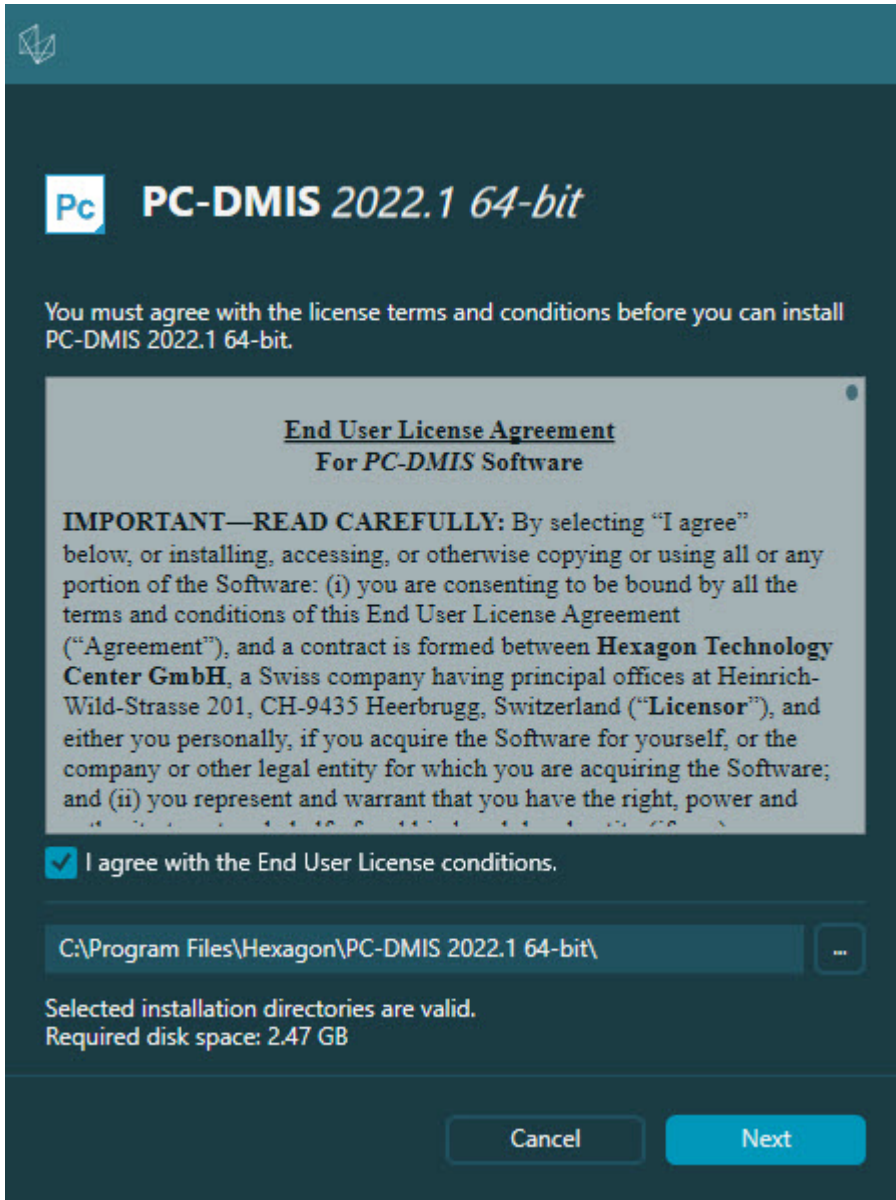 Pc
PC-DMIS 2022.1 64-bit
You must agree with the license terms and conditions before you can install
PC-DMIS 2022.1 64-bit.
End User License Agreement
For PC-DMIS Software
IMPORTANT—READ CAREFULLY: By selecting “I agree”
below, or installing, accessing, or otherwise copying or using all or any
portion of the Software: (i) you are consenting to be bound by all the
terms and conditions of this End User License Agreement
(“Agreement”), and a contract is formed between Hexagon Technology
Center GmbH, a Swiss company having principal offices at Heinrich-
Wild-Strasse 201, CH-9435 Heerbrugg, Switzerland (“Licensor”), and
either you personally, if you acquire the Software for yourself, or the
company or other legal entity for which you are acquiring the Software;
and (ii) you represent and warrant that you have the right, power and
I agree with the End User License conditions.
C:\Program Files\Hexagon\PC-DMIS 2022.1 64-bit\
...
Selected installation directories are valid.
Required disk space: 2.47 GB
Cancel
Next